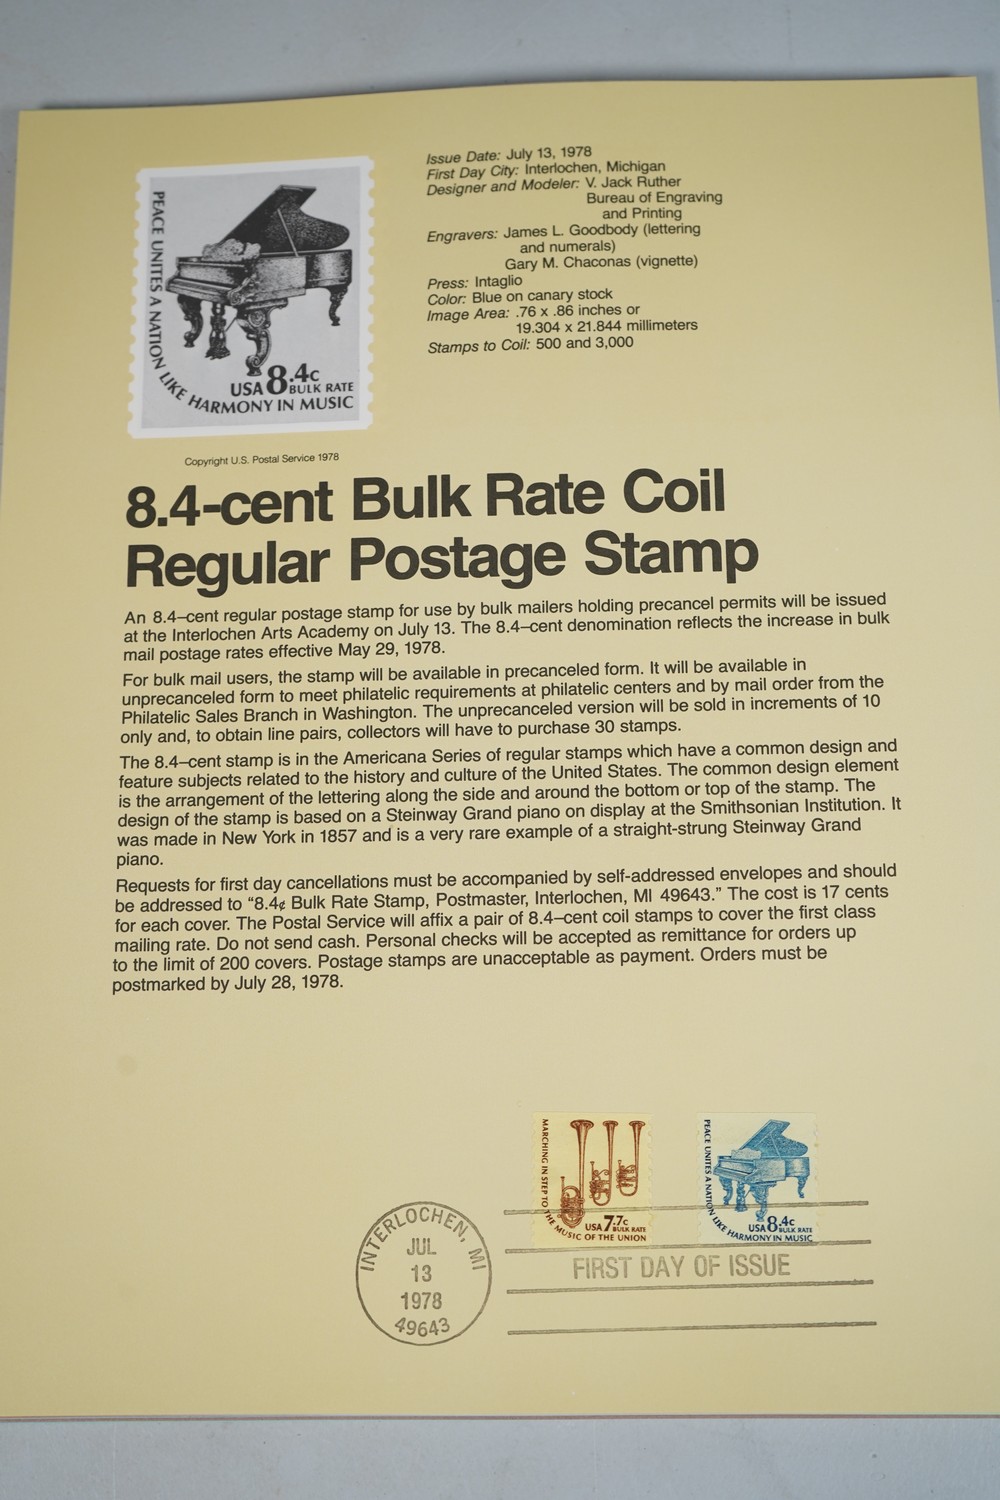 PEACE UNITES A NATION LIKE HARMONY IN MUSIC
USA 8.4c
BULK RATE
Issue Date: July 13, 1978
First Day City: Interlochen, Michigan
Designer and Modeler: V. Jack Ruther
Bureau of Engraving
and Printing
Engravers: James L. Goodbody (lettering
and numerals)
Gary M. Chaconas (vignette)
Press: Intaglio
Color: Blue on canary stock
Image Area: .76 x .86 inches or
19.304 x 21.844 millimeters
Stamps to Coil: 500 and 3,000
Copyright U.S. Postal Service 1978
8.4-cent Bulk Rate Coil
Regular Postage Stamp
An 8.4–cent regular postage stamp for use by bulk mailers holding precancel permits will be issued
at the Interlochen Arts Academy on July 13. The 8.4–cent denomination reflects the increase in bulk
mail postage rates effective May 29, 1978.
For bulk mail users, the stamp will be available in precanceled form. It will be available in
unprecanceled form to meet philatelic requirements at philatelic centers and by mail order from the
Philatelic Sales Branch in Washington. The unprecanceled version will be sold in increments of 10
only and, to obtain line pairs, collectors will have to purchase 30 stamps.
The 8.4–cent stamp is in the Americana Series of regular stamps which have a common design and
feature subjects related to the history and culture of the United States. The common design element
is the arrangement of the lettering along the side and around the bottom or top of the stamp. The
design of the stamp is based on a Steinway Grand piano on display at the Smithsonian Institution. It
was made in New York in 1857 and is a very rare example of a straight-strung Steinway Grand
piano.
Requests for first day cancellations must be accompanied by self-addressed envelopes and should
be addressed to “8.4¢ Bulk Rate Stamp, Postmaster, Interlochen, MI 49643.” The cost is 17 cents
for each cover. The Postal Service will affix a pair of 8.4–cent coil stamps to cover the first class
mailing rate. Do not send cash. Personal checks will be accepted as remittance for orders up
to the limit of 200 covers. Postage stamps are unacceptable as payment. Orders must be
postmarked by July 28, 1978.
MARCHING IN STEP TO THE MUSIC OF THE UNION
USA 7.7c
BULK RATE
PEACE UNITES A NATION LIKE HARMONY IN MUSIC
USA 8.4c
BULK RATE
INTERLOCHEN, MI
JUL
13
1978
49643
FIRST DAY OF ISSUE